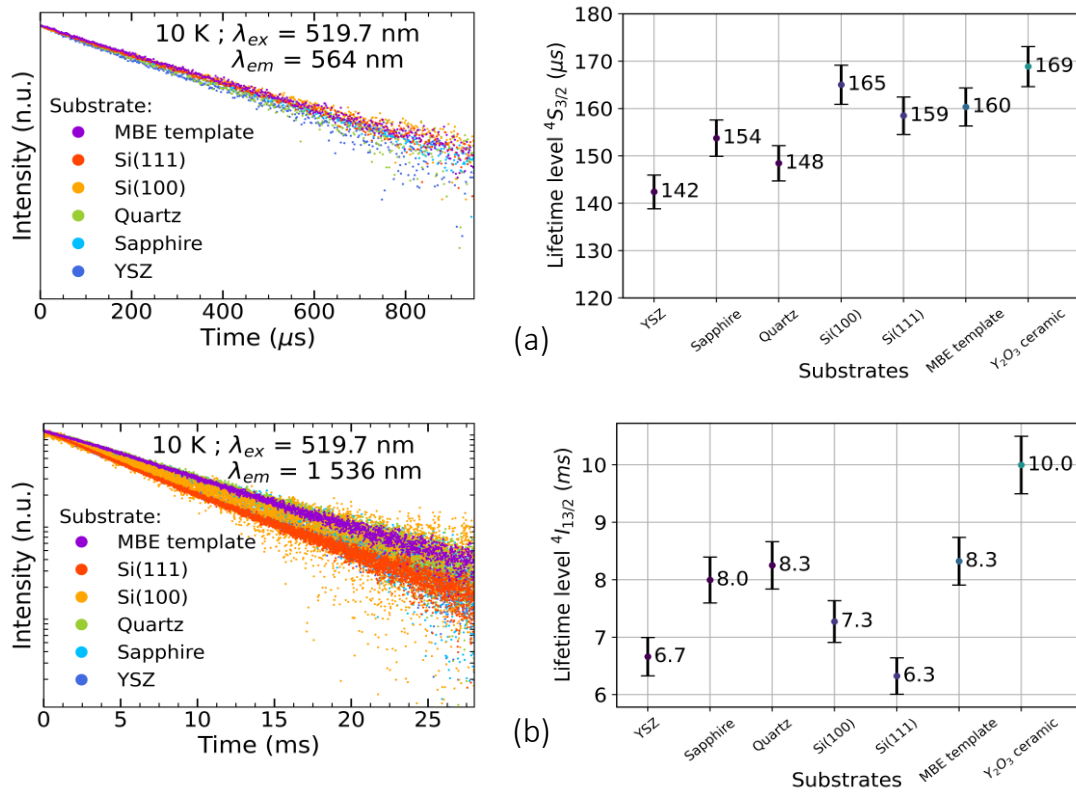 10 K ; λex = 519.7 nm
λem = 564 nm
Substrate:
MBE template
Si(111)
Si(100)
Quartz
Sapphire
YSZ
Intensity (n.u.)
0 200 400 600 800
Time (μs)
(a)
Lifetime level ⁴S3/2 (μs)
180
170
160
150
140
130
120
142
154
148
165
159
160
169
YSZ
Sapphire
Quartz
Si(100)
Si(111)
MBE template
Y₂O₃ ceramic
Substrates
10 K ; λex = 519.7 nm
λem = 1 536 nm
Substrate:
MBE template
Si(111)
Si(100)
Quartz
Sapphire
YSZ
Intensity (n.u.)
0 5 10 15 20 25
Time (ms)
(b)
Lifetime level ⁴I13/2 (ms)
10
9
8
7
6
6.7
8.0
8.3
7.3
6.3
8.3
10.0
YSZ
Sapphire
Quartz
Si(100)
Si(111)
MBE template
Y₂O₃ ceramic
Substrates